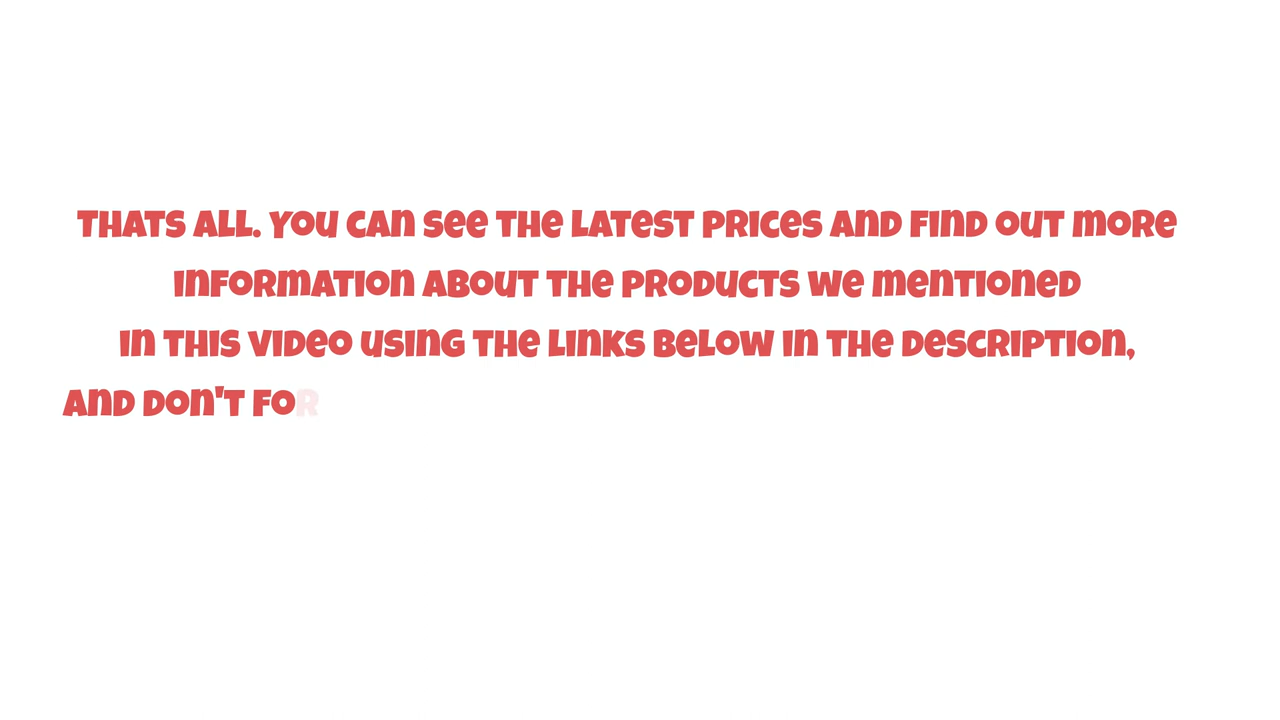 THATS ALL. YOU CAN SEE THE LATEST PRICES AND FIND OUT MORE
INFORMATION ABOUT THE PRODUCTS WE MENTIONED
IN THIS VIDEO USING THE LINKS BELOW IN THE DESCRIPTION,
AND DON'T FOR